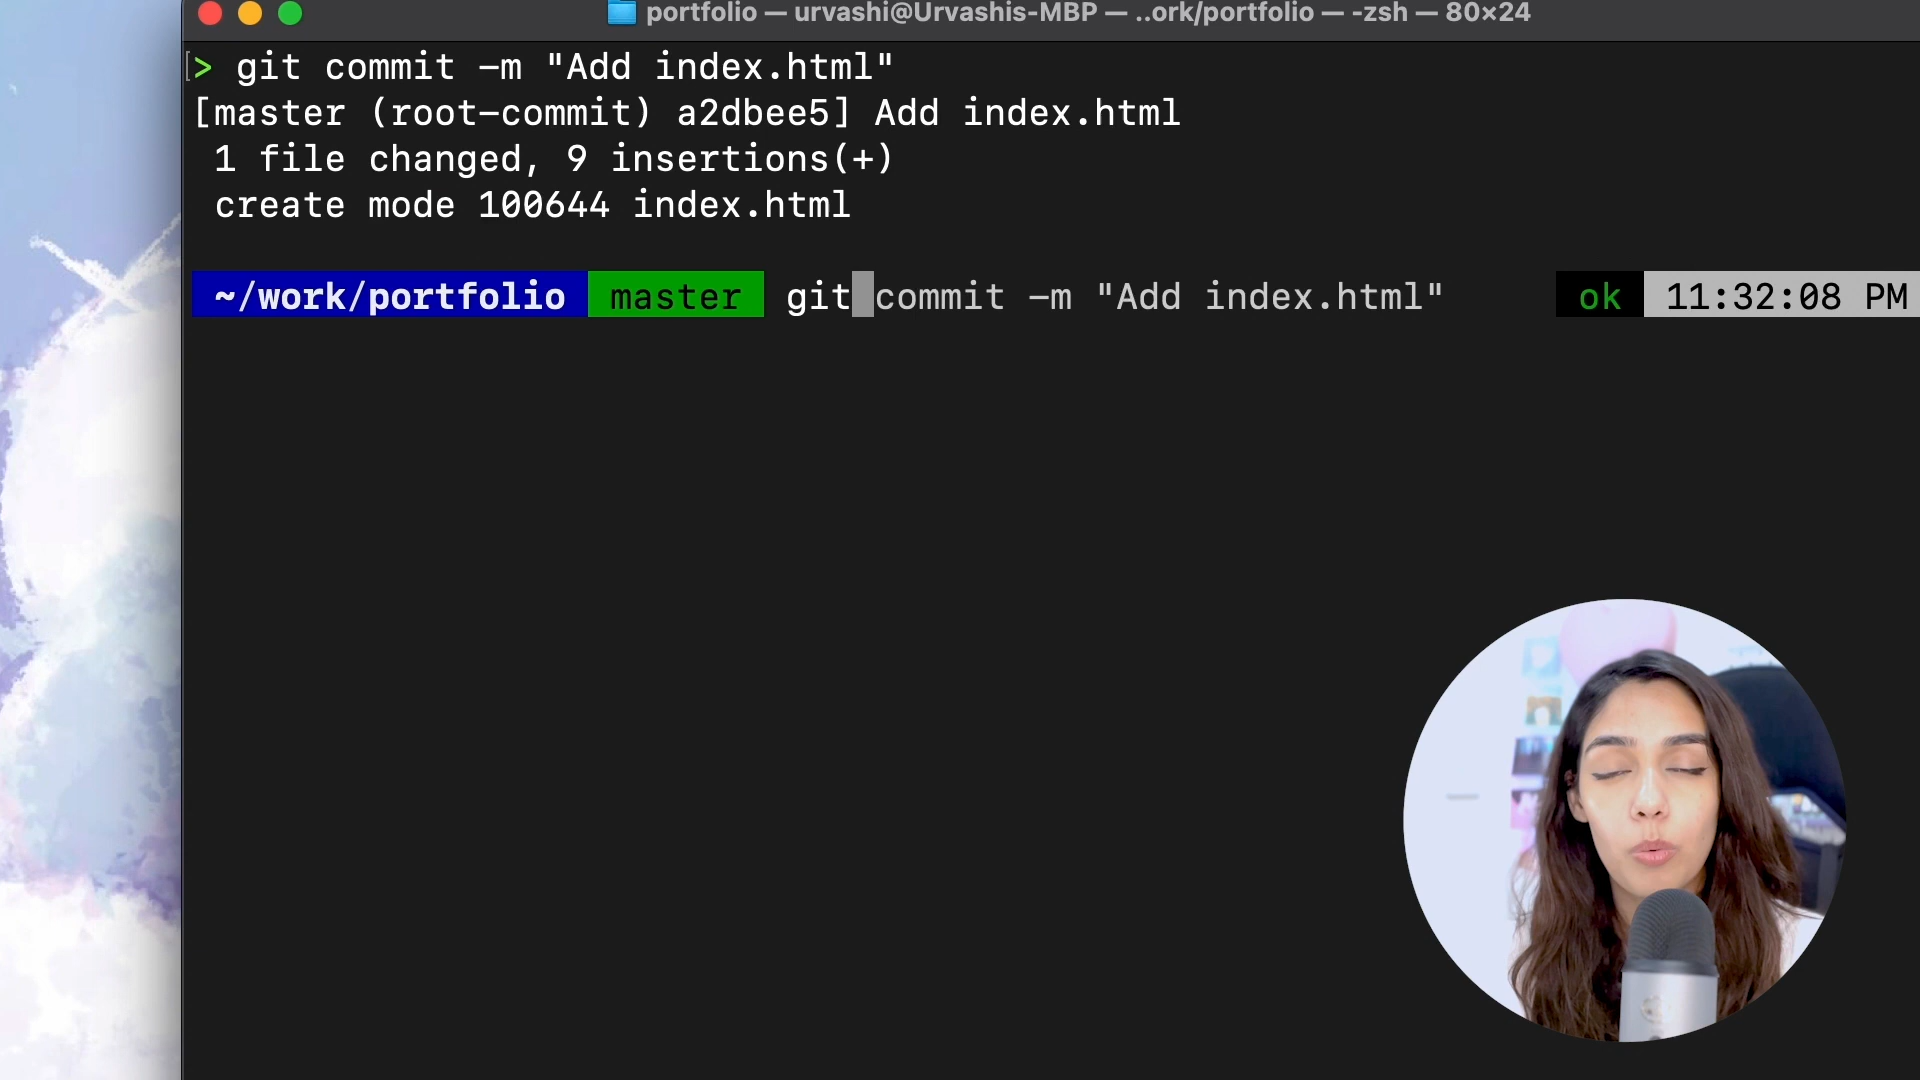 portfolio — urvashi@Urvashis-MBP — ..ork/portfolio — -zsh — 80×24
[> git commit -m "Add index.html"
[master (root-commit) a2dbee5] Add index.html
1 file changed, 9 insertions(+)
create mode 100644 index.html
~/work/portfolio master git commit -m "Add index.html" ok 11:32:08 PM